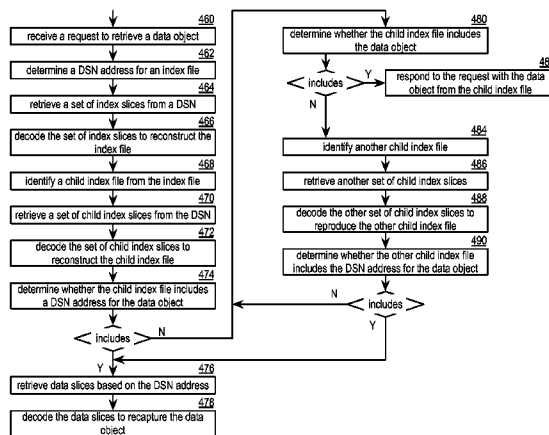 460
receive a request to retrieve a data object
462
determine a DSN address for an index file
464
retrieve a set of index slices from a DSN
466
decode the set of index slices to reconstruct the
index file
468
identify a child index file from the index file
470
retrieve a set of child index slices from the DSN
472
decode the set of child index slices to
reconstruct the child index file
474
determine whether the child index file includes
a DSN address for the data object
includes
N
Y
476
retrieve data slices based on the DSN address
478
decode the data slices to recapture the data
object
480
determine whether the child index file includes
the data object
includes
Y
N
48
respond to the request with the data
object from the child index file
484
identify another child index file
486
retrieve another set of child index slices
488
decode the other set of child index slices to
reproduce the other child index file
490
determine whether the other child index file
includes the DSN address for the data object
N
includes
Y